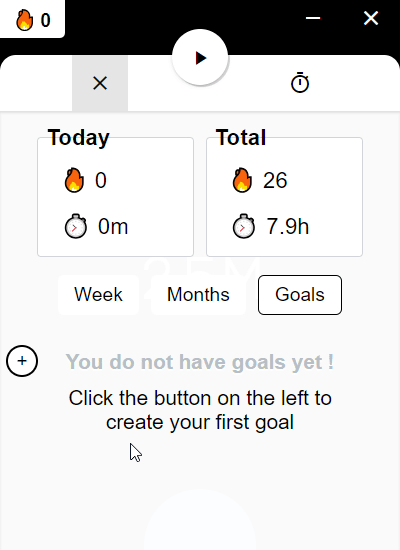 0
Today
Total
0
26
0m
7.9h
Week
Months
Goals
You do not have goals yet !
Click the button on the left to
create your first goal